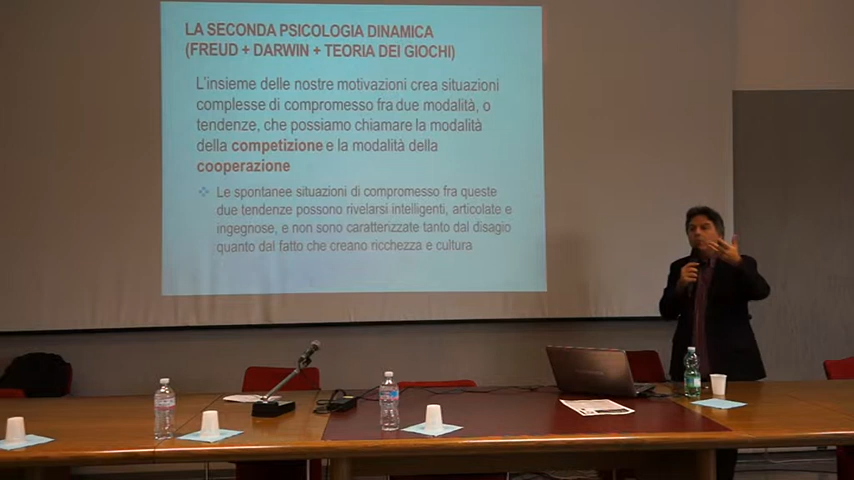 LA SECONDA PSICOLOGIA DINAMICA
(FREUD + DARWIN + TEORIA DEI GIOCHI)
L'insieme delle nostre motivazioni crea situazioni
complesse di compromesso fra due modalità, o
tendenze, che possiamo chiamare la modalità
della competizione e la modalità della
cooperazione
Le spontanee situazioni di compromesso fra queste
due tendenze possono rivelarsi intelligenti, articolate e
ingegnose, e non sono caratterizzate tanto dal disagio
quanto dal fatto che creano ricchezza e cultura